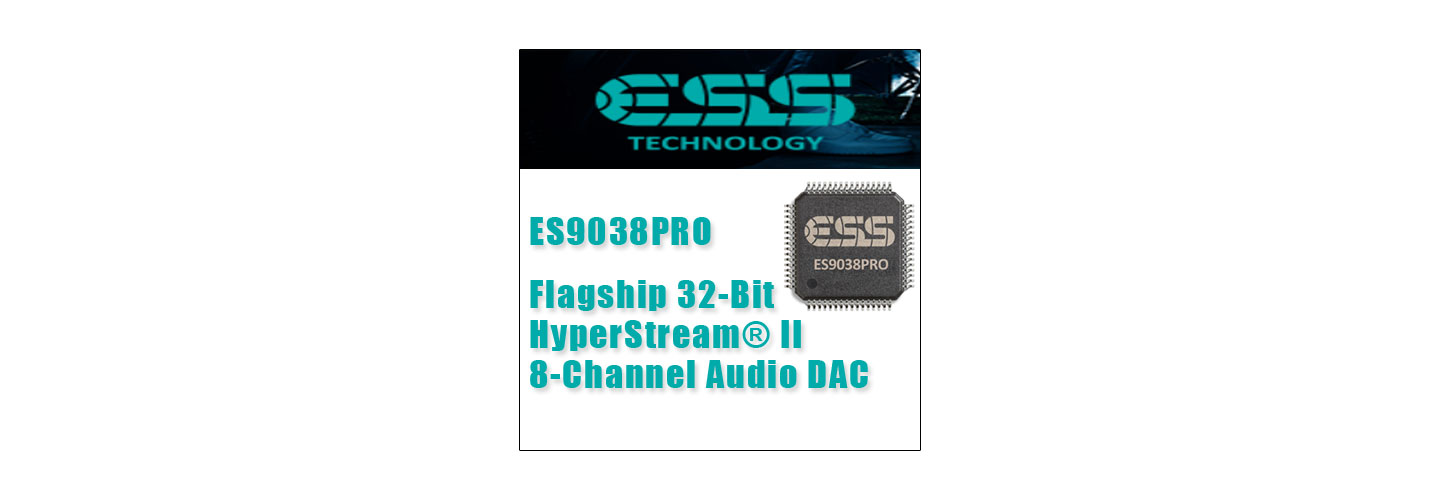 ESS
TECHNOLOGY
ES9038PRO
ESS
ES9038PRO
Flagship 32-Bit
HyperStream® II
8-Channel Audio DAC